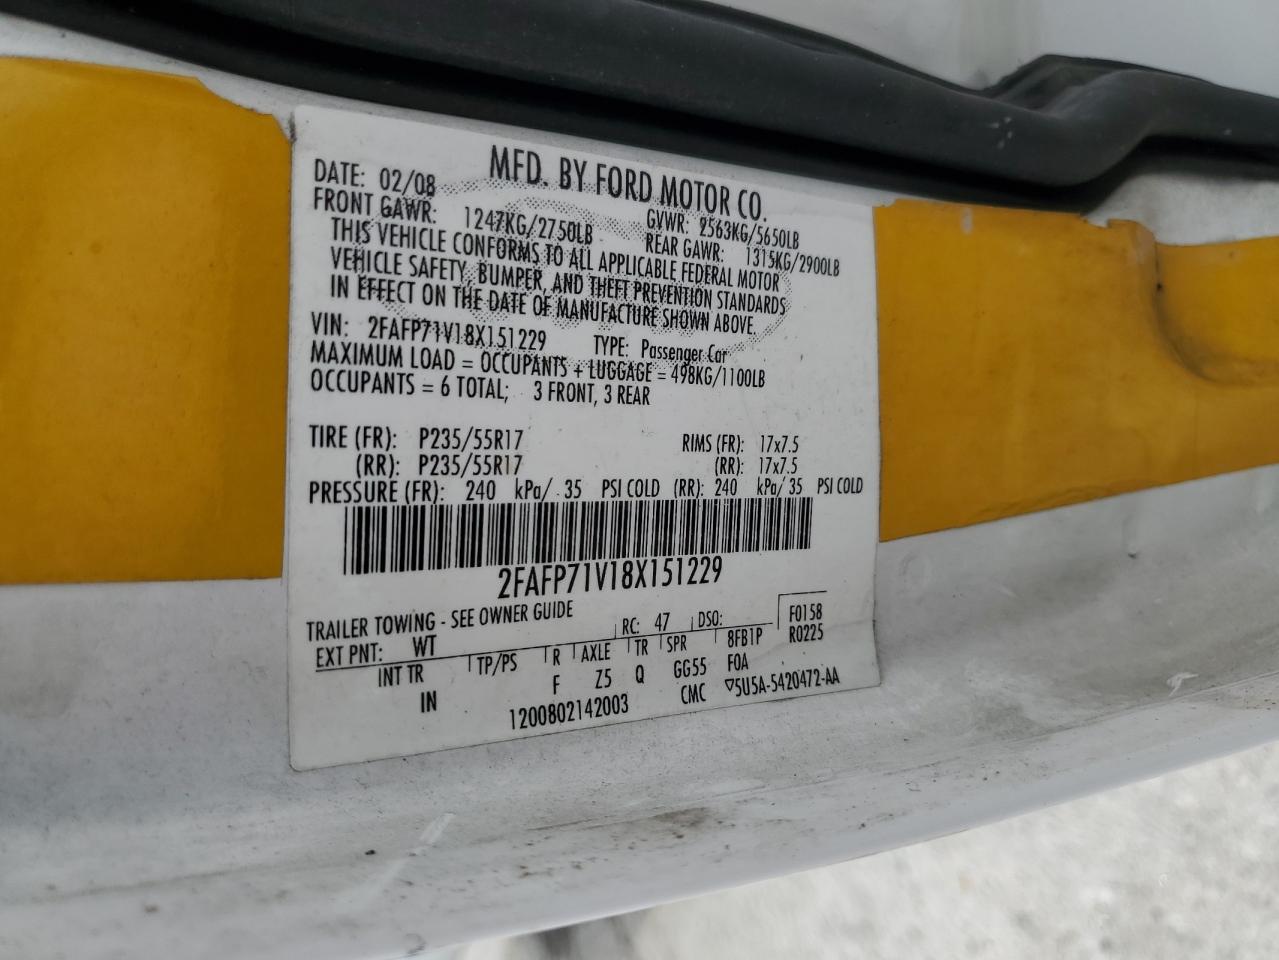 MFD. BY FORD MOTOR CO.
DATE: 02/08 GVWR: 2563KG/5650LB
FRONT GAWR: 1247KG/2750LB REAR GAWR: 1315KG/2900LB
THIS VEHICLE CONFORMS TO ALL APPLICABLE FEDERAL MOTOR
VEHICLE SAFETY, BUMPER, AND THEFT PREVENTION STANDARDS
IN EFFECT ON THE DATE OF MANUFACTURE SHOWN ABOVE.
VIN: 2FAFP71V18X151229 TYPE: Passenger Car
MAXIMUM LOAD = OCCUPANTS + LUGGAGE = 498KG/1100LB
OCCUPANTS = 6 TOTAL; 3 FRONT, 3 REAR
TIRE (FR): P235/55R17 RIMS (FR): 17x7.5
(RR): P235/55R17 (RR): 17x7.5
PRESSURE (FR): 240 kPa/ 35 PSI COLD (RR): 240 kPa/ 35 PSI COLD
2FAFP71V18X151229
TRAILER TOWING - SEE OWNER GUIDE
EXT PNT: WT RC: 47 DSO: F0158
R0225
INT TR TP/PS R AXLE TR SPR 8FB1P
IN F Z5 Q GG55 F0A
1200802142003 CMC ▽5U5A-5420472-AA